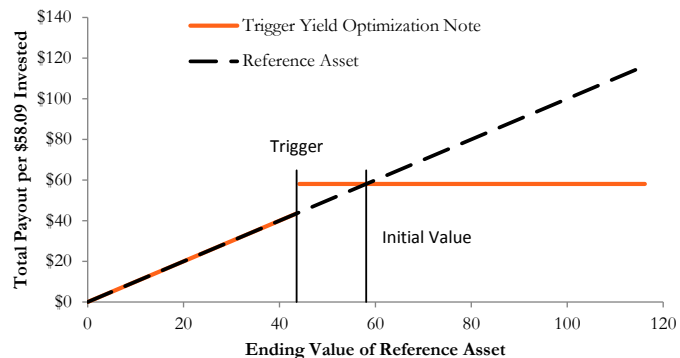 $140
Trigger Yield Optimization Note
$120
Reference Asset
$100
$80
Trigger
$60
$40
Initial Value
$20
$0
0 20 40 60 80 100 120
Total Payout per $58.09 Invested
Ending Value of Reference Asset